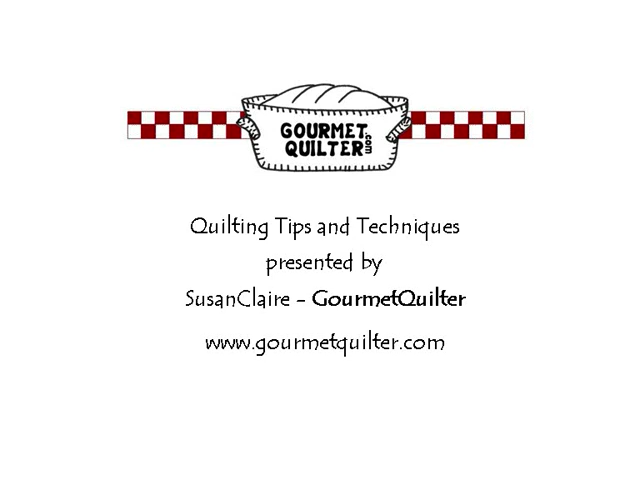 GOURMET
QUILTER.com
Quilting Tips and Techniques
presented by
SusanClaire - GourmetQuilter
www.gourmetquilter.com